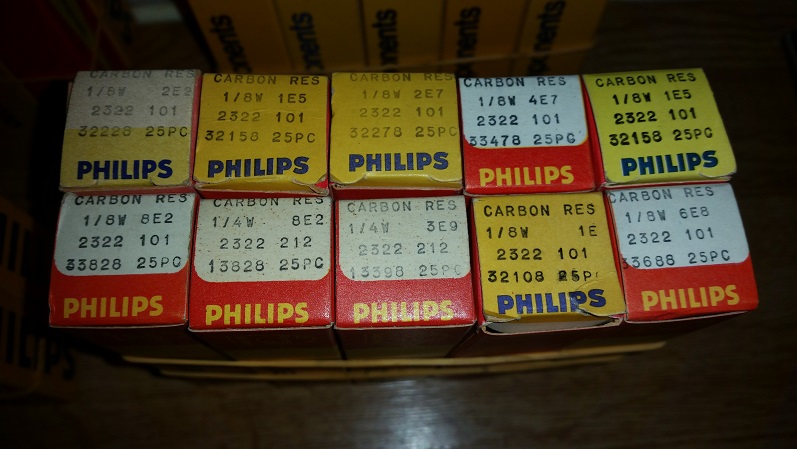 ponents
CARBON RES
1/8W 2E2
2322 101
32228 25PC
PHILIPS
CARBON RES
1/8W 1E5
2322 101
32158 25PC
PHILIPS
CARBON RES
1/8W 2E7
2322 101
32278 25PC
PHILIPS
CARBON RES
1/8W 4E7
2322 101
33478 25PC
PHILIPS
CARBON RES
1/8W 1E5
2322 101
32158 25PC
PHILIPS
CARBON RES
1/8W 8E2
2322 101
33828 25PC
PHILIPS
CARBON RES
1/4W 8E2
2322 212
13828 25PC
PHILIPS
CARBON RES
1/4W 3E9
2322 212
13398 25PC
PHILIPS
CARBON RES
1/8W 1E
2322 101
32108 25P
PHILIPS
CARBON RES
1/8W 6E8
2322 101
33688 25PC
PHILIPS